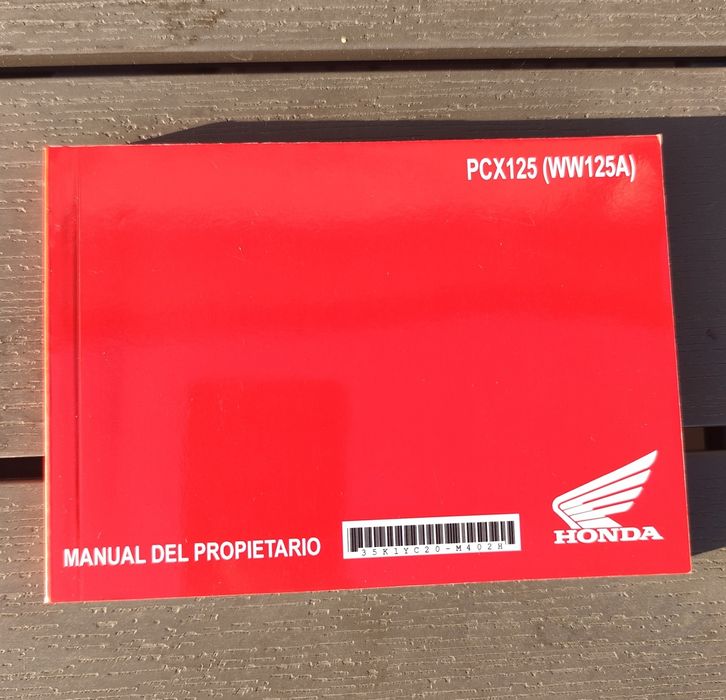 PCX125 (WW125A)
MANUAL DEL PROPIETARIO
35K1YC20-M402H
HONDA